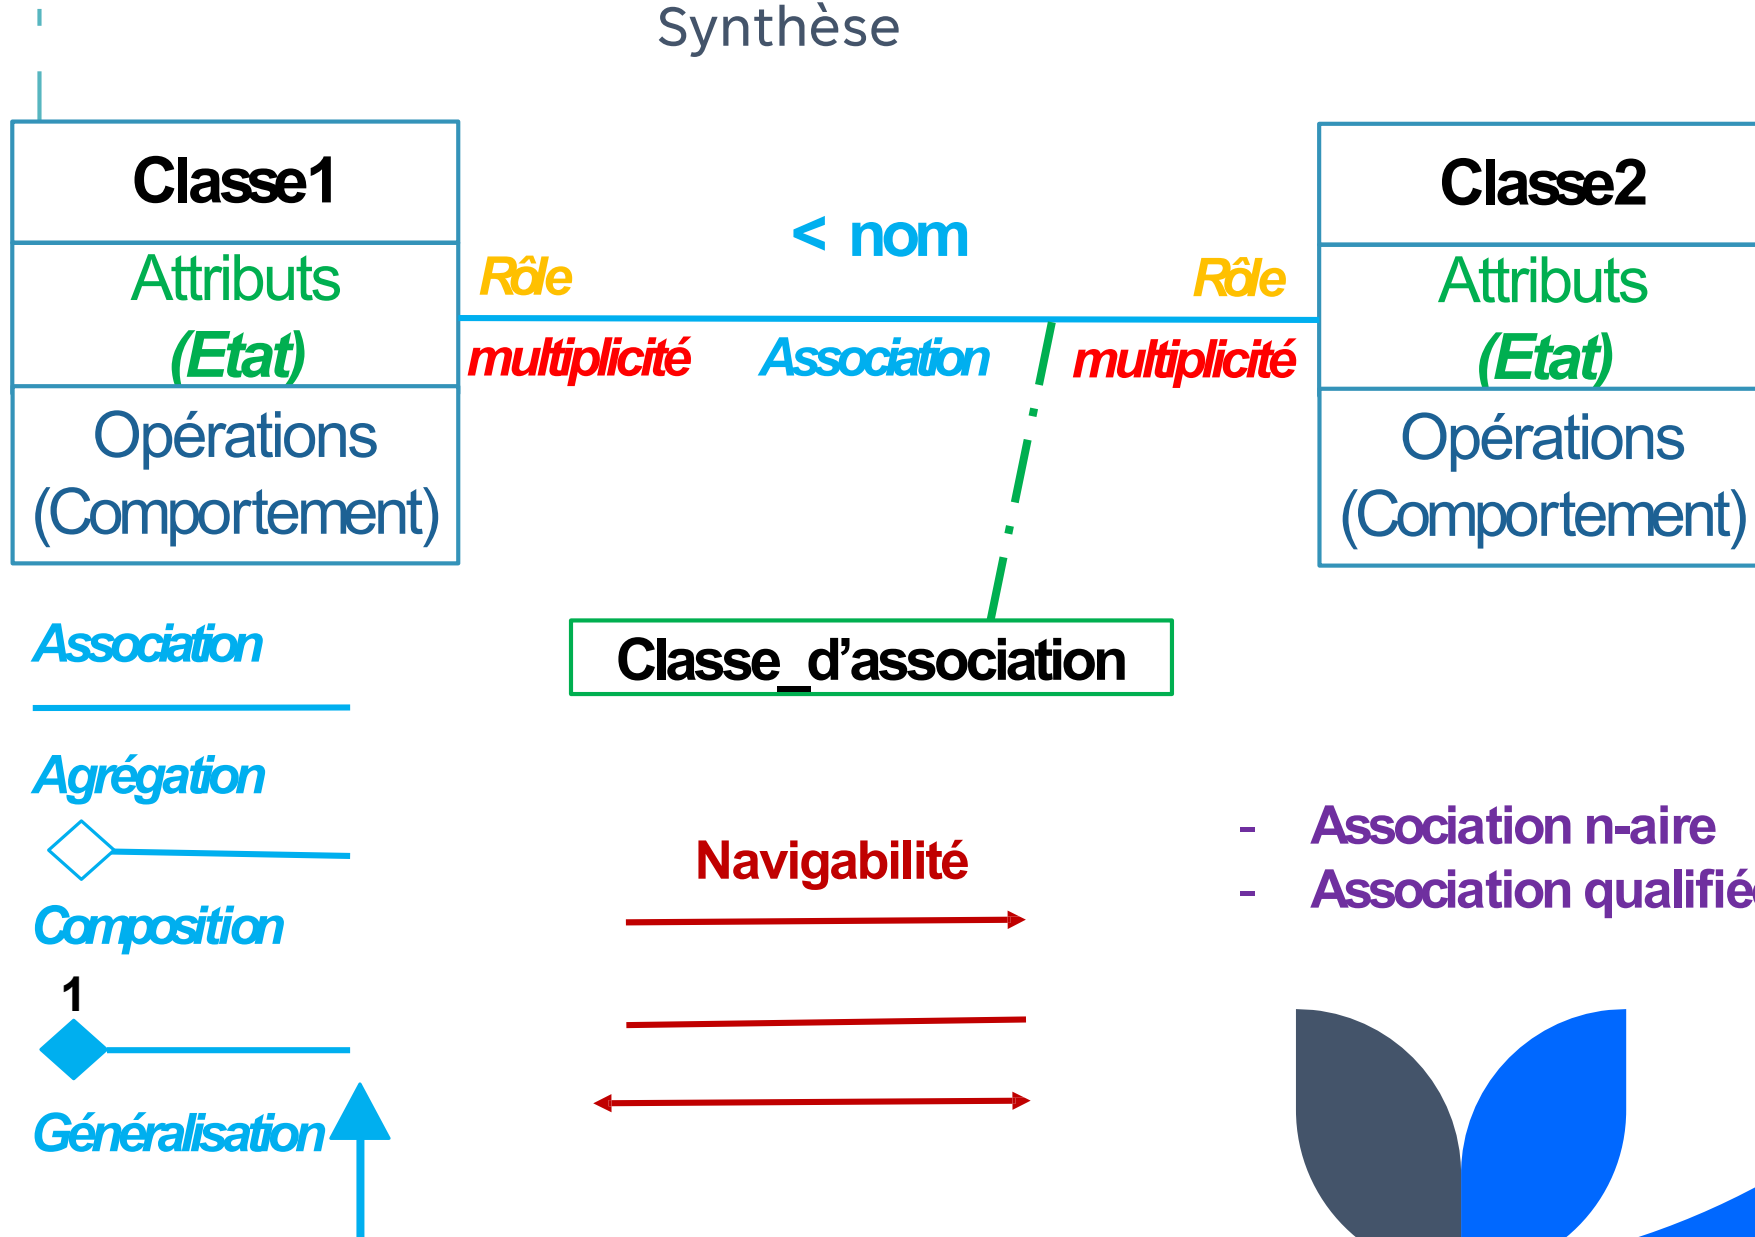 Synthèse
Classe1
Attributs
(Etat)
Opérations
(Comportement)
< nom
Rôle
Rôle
multiplicité
Association
multiplicité
Classe2
Attributs
(Etat)
Opérations
(Comportement)
Classe_d’association
Association
Agrégation
Composition
1
Généralisation
Navigabilité
- Association n-aire
- Association qualifiée